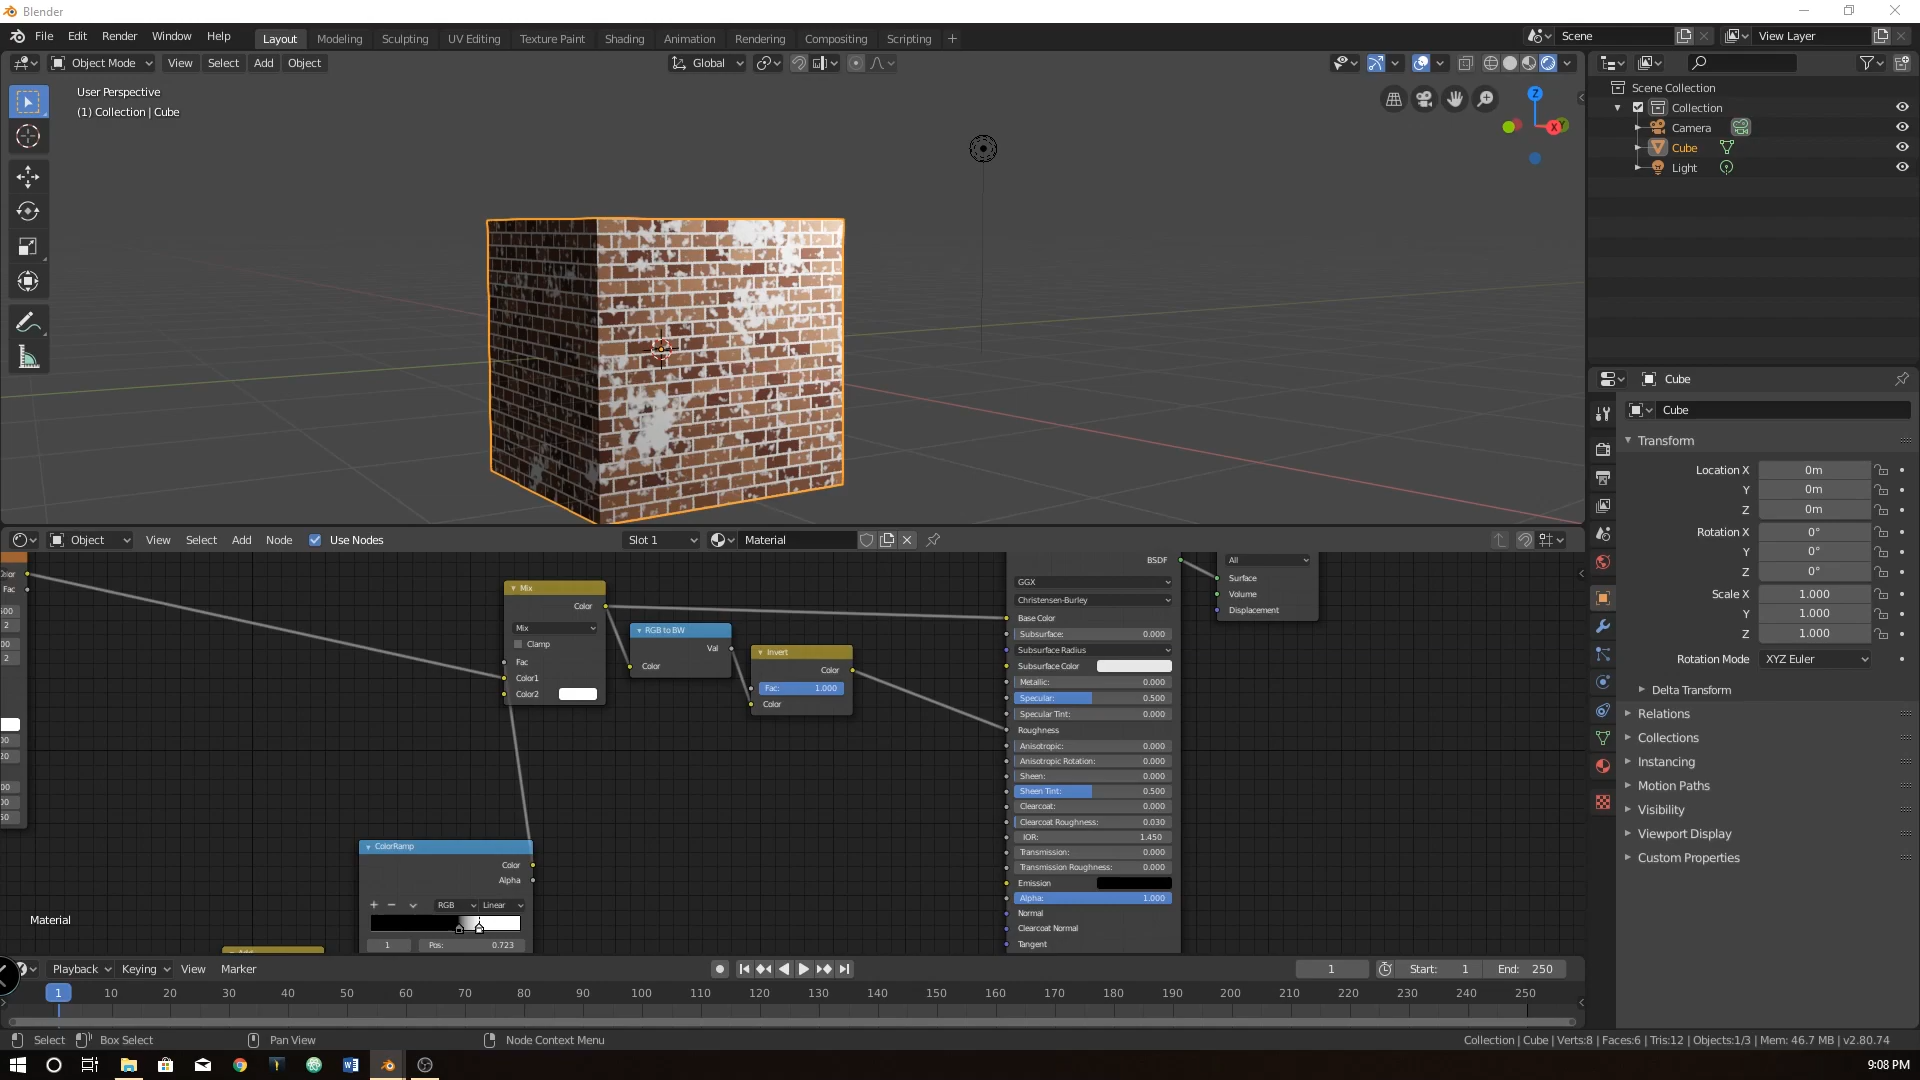 Blender
File Edit Render Window Help
Layout Modeling Sculpting UV Editing Texture Paint Shading Animation Rendering Compositing Scripting +
Scene
View Layer
Object Mode View Select Add Object
Global
User Perspective
(1) Collection | Cube
Z
X
Y
Scene Collection
Collection
Camera
Cube
Light
Cube
Cube
Transform
Location X 0m
Y 0m
Z 0m
Rotation X 0°
Y 0°
Z 0°
Scale X 1.000
Y 1.000
Z 1.000
Rotation Mode XYZ Euler
Delta Transform
Relations
Collections
Instancing
Motion Paths
Visibility
Viewport Display
Custom Properties
Object View Select Add Node Use Nodes
Slot 1 Material
Fac
Mix
Color
Mix
Clamp
Fac
Color1
Color2
RGB to BW
Val
Color
Invert
Color
Fac: 1.000
Color
BSDF
GGX
Christensen-Burley
Base Color
Subsurface: 0.000
Subsurface Radius
Subsurface Color
Metallic: 0.000
Specular: 0.500
Specular Tint: 0.000
Roughness
Anisotropic: 0.000
Anisotropic Rotation: 0.000
Sheen: 0.000
Sheen Tint: 0.500
Clearcoat: 0.000
Clearcoat Roughness: 0.030
IOR: 1.450
Transmission: 0.000
Transmission Roughness: 0.000
Emission
Alpha: 1.000
Normal
Clearcoat Normal
Tangent
All
Surface
Volume
Displacement
ColorRamp
Color
Alpha
RGB Linear
1 Pos: 0.723
Material
Playback Keying View Marker
1 Start: 1 End: 250
1 10 20 30 40 50 60 70 80 90 100 110 120 130 140 150 160 170 180 190 200 210 220 230 240 250
Select Box Select Pan View Node Context Menu
Collection | Cube | Verts:8 | Faces:6 | Tris:12 | Objects:1/3 | Mem: 46.7 MB | v2.80.74
9:08 PM